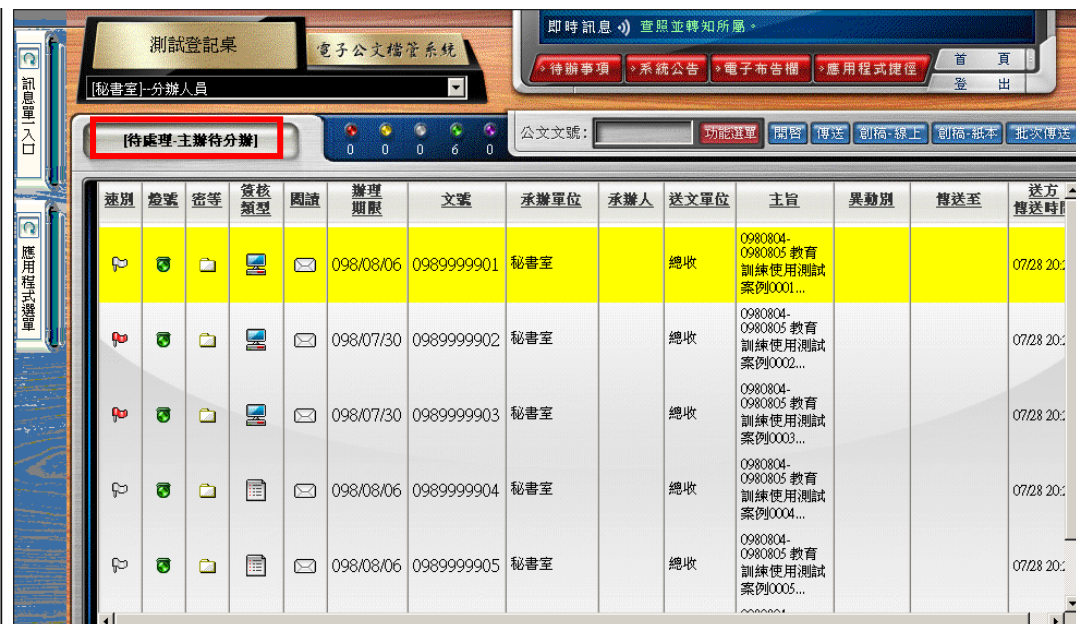 即時訊息 查照並轉知所屬。
測試登記桌
電子公文檔管系統
待辦事項
系統公告
電子布告欄
應用程式捷徑
首 頁
登 出
[秘書室]--分辦人員
訊息單一入口
應用程式選單
[待處理-主辦待分辦]
0 0 0 6 0
公文文號:
功能選單
開啓
傳送
創稿-線上
創稿-紙本
批次傳送
速別 燈號 密等 簽核類型 閱讀 辦理期限 文號 承辦單位 承辦人 送文單位 主旨 異動別 傳送至 送方傳送時
098/08/06 0989999901 秘書室 總收
0980804-
0980805 教育
訓練使用測試
案例0001...
07/28 20:
098/07/30 0989999902 秘書室 總收
0980804-
0980805 教育
訓練使用測試
案例0002...
07/28 20:
098/07/30 0989999903 秘書室 總收
0980804-
0980805 教育
訓練使用測試
案例0003...
07/28 20:
098/08/06 0989999904 秘書室 總收
0980804-
0980805 教育
訓練使用測試
案例0004...
07/28 20:
098/08/06 0989999905 秘書室 總收
0980804-
0980805 教育
訓練使用測試
案例0005...
07/28 20: